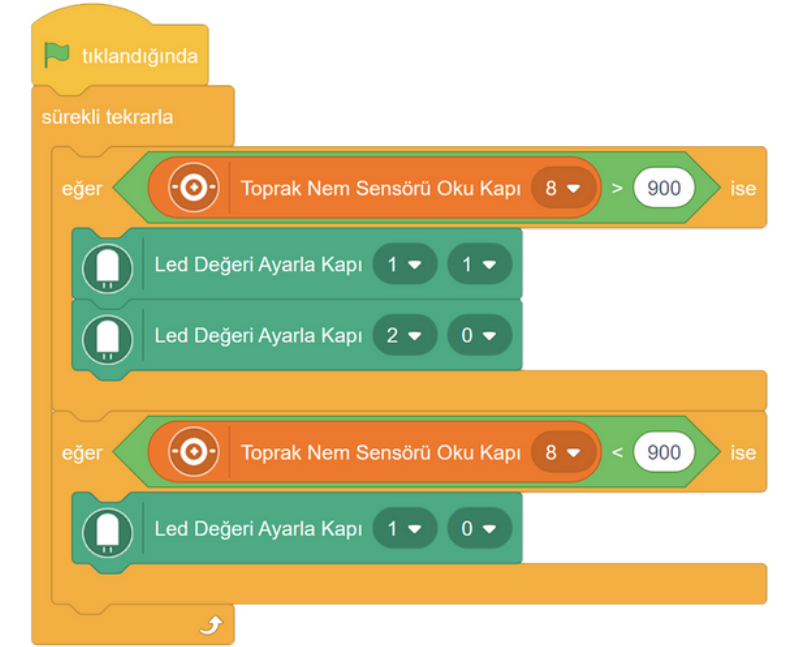 tıklandığında
sürekli tekrarla
eğer Toprak Nem Sensörü Oku Kapı 8 > 900 ise
Led Değeri Ayarla Kapı 1 1
Led Değeri Ayarla Kapı 2 0
eğer Toprak Nem Sensörü Oku Kapı 8 < 900 ise
Led Değeri Ayarla Kapı 1 0